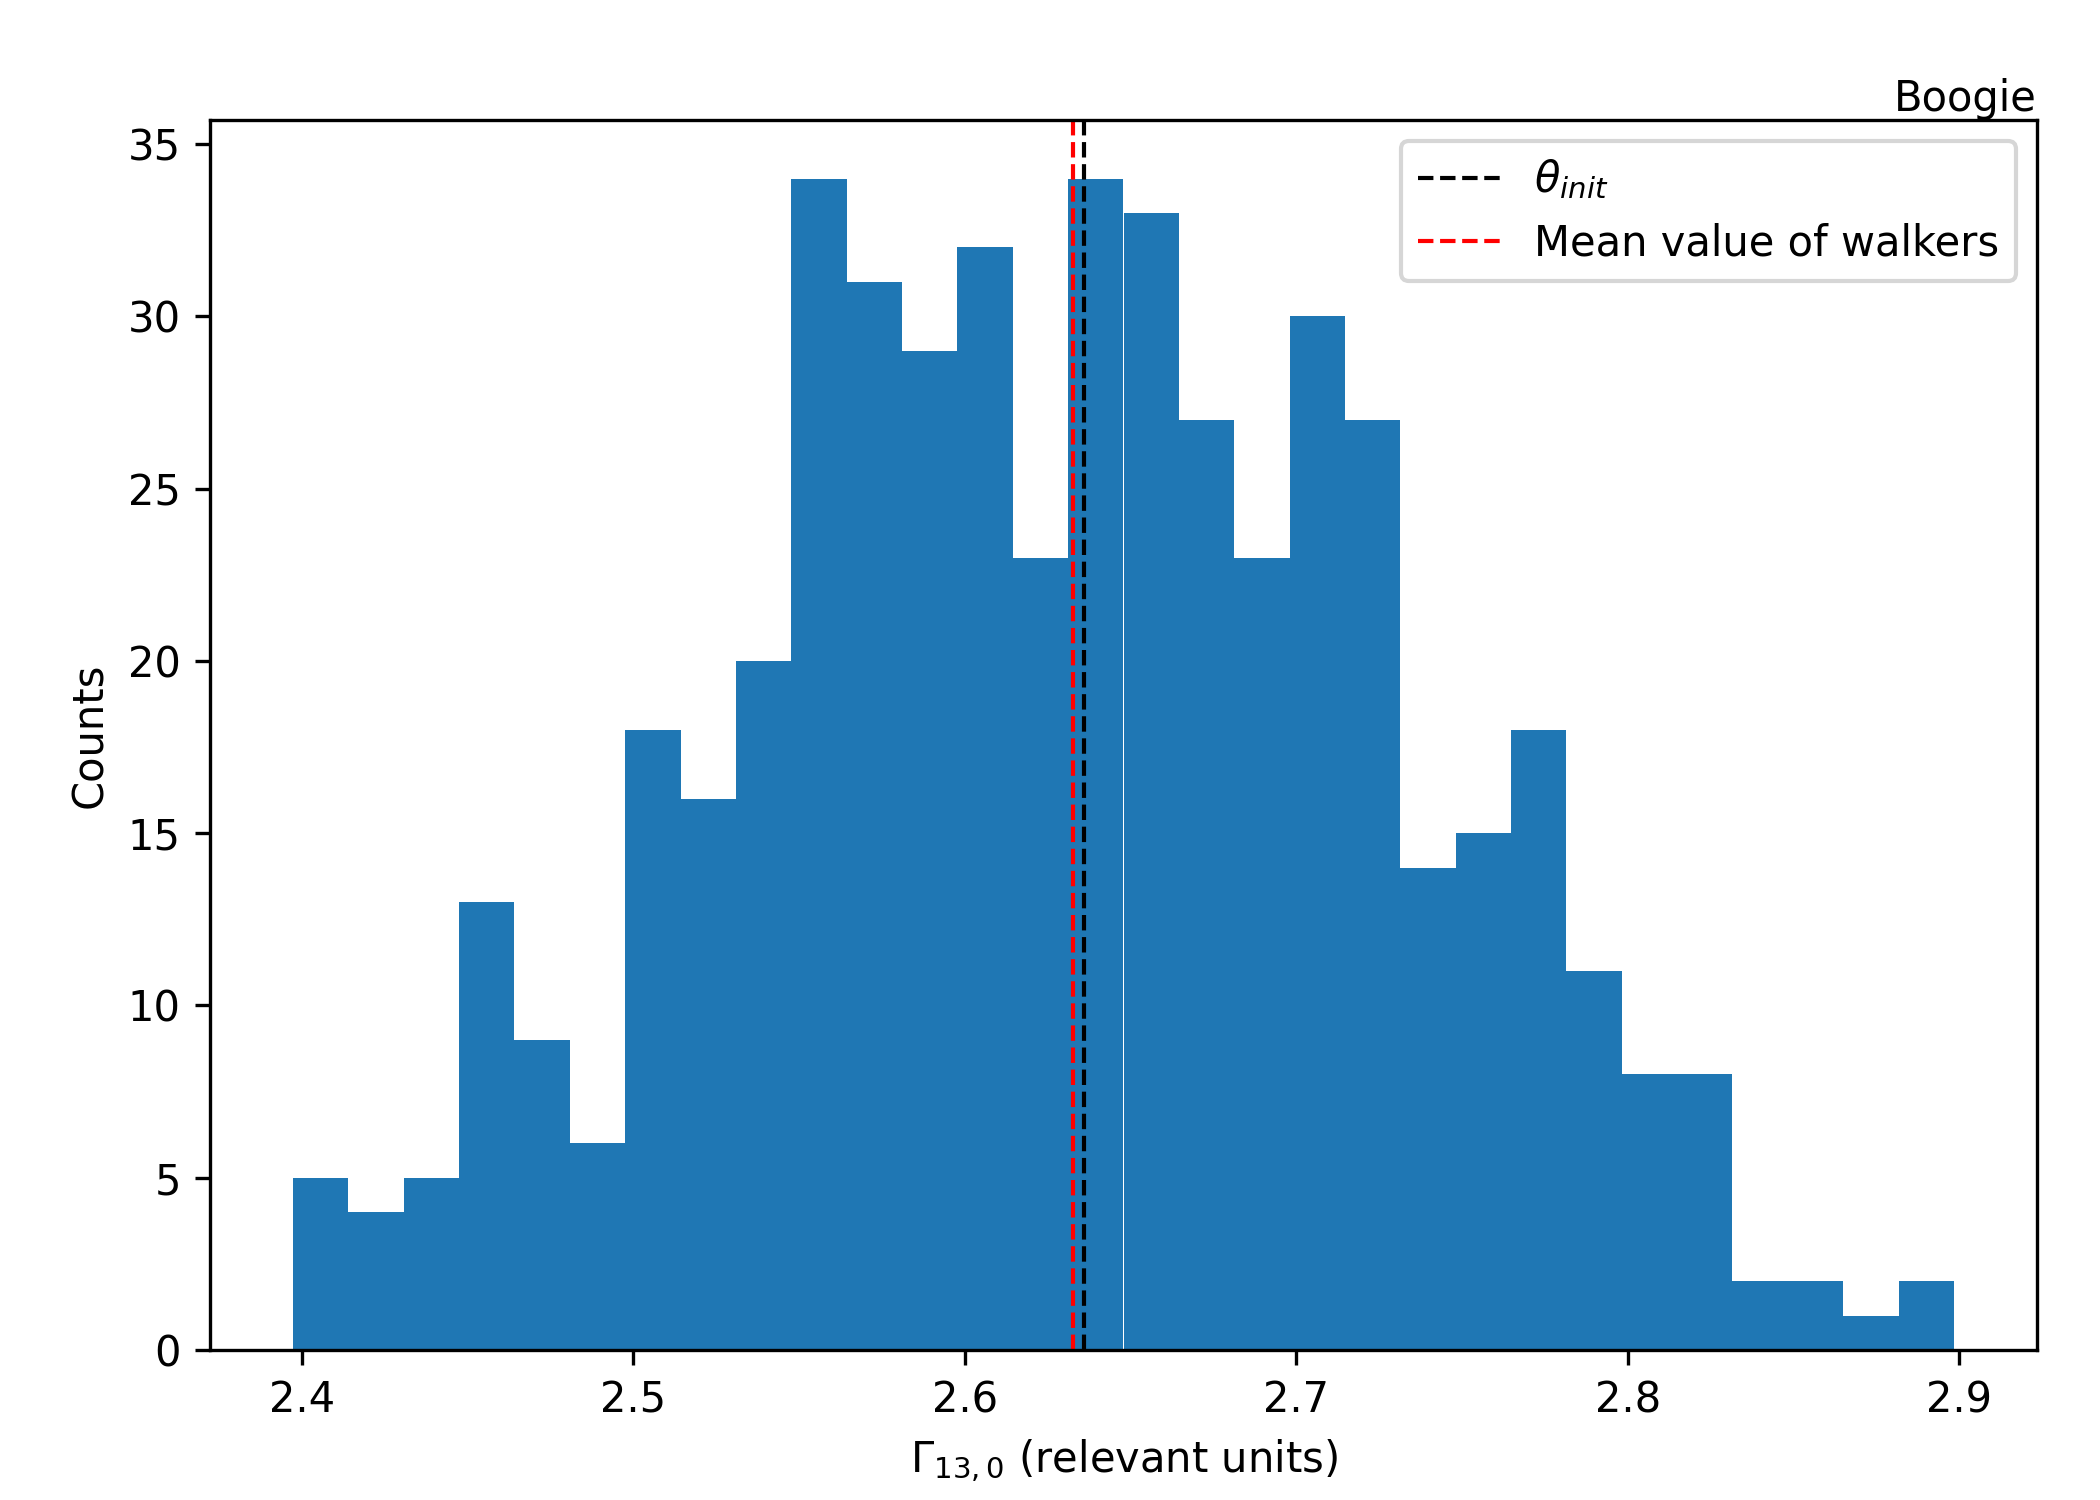 Boogie
θinit
Mean value of walkers
35
30
25
20
15
10
5
0
Counts
2.4 2.5 2.6 2.7 2.8 2.9
Γ13, 0 (relevant units)